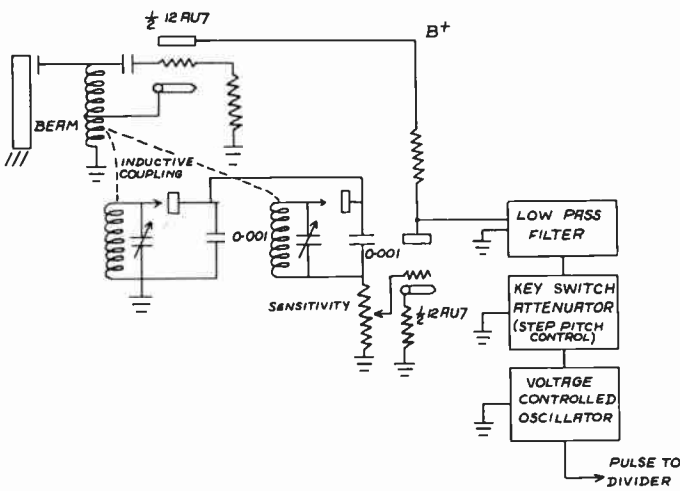 ½ 12AU7
B+
BEAM
INDUCTIVE
COUPLING
0.001
0.001
SENSITIVITY
½ 12AU7
LOW PASS
FILTER
KEY SWITCH
ATTENUATOR
(STEP PITCH
CONTROL)
VOLTAGE
CONTROLLED
OSCILLATOR
PULSE TO
DIVIDER